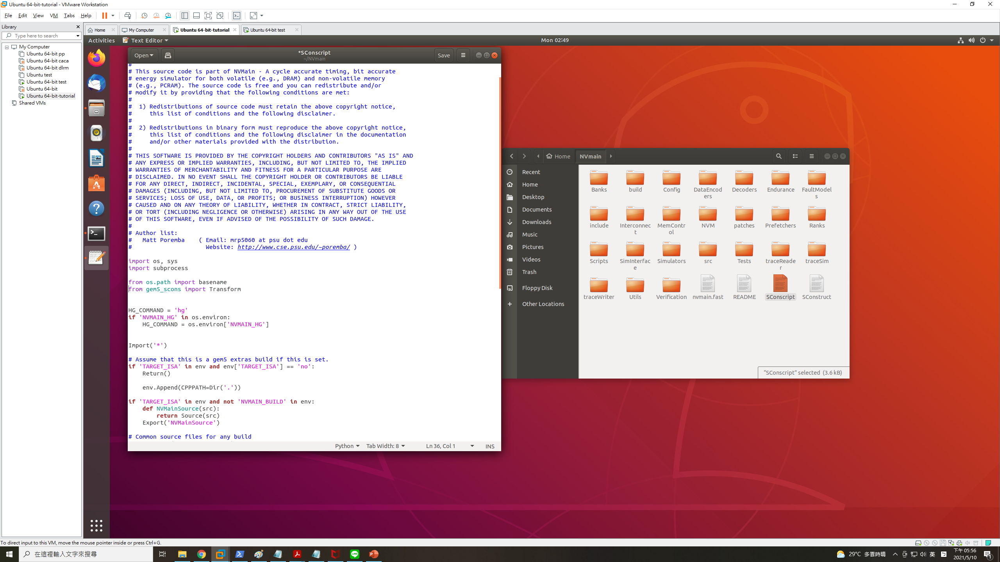 Ubuntu 64-bit-tutorial - VMware Workstation
File Edit View VM Tabs Help
Library
Type here to search
My Computer
Ubuntu 64-bit pp
Ubuntu 64-bit caca
Ubuntu 64-bit dlrm
Ubuntu test
Ubuntu 64-bit test
Ubuntu 64-bit
Ubuntu 64-bit-tutorial
Shared VMs
Home
My Computer
Ubuntu 64-bit-tutorial
Ubuntu 64-bit test
Activities
Text Editor
Mon 02:49
Open
*SConscript
~/NVmain
Save
#
# This source code is part of NVMain - A cycle accurate timing, bit accurate
# energy simulator for both volatile (e.g., DRAM) and non-volatile memory
# (e.g., PCRAM). The source code is free and you can redistribute and/or
# modify it by providing that the following conditions are met:
#
#  1) Redistributions of source code must retain the above copyright notice,
#     this list of conditions and the following disclaimer.
#
#  2) Redistributions in binary form must reproduce the above copyright notice,
#     this list of conditions and the following disclaimer in the documentation
#     and/or other materials provided with the distribution.
#
# THIS SOFTWARE IS PROVIDED BY THE COPYRIGHT HOLDERS AND CONTRIBUTORS "AS IS" AND
# ANY EXPRESS OR IMPLIED WARRANTIES, INCLUDING, BUT NOT LIMITED TO, THE IMPLIED
# WARRANTIES OF MERCHANTABILITY AND FITNESS FOR A PARTICULAR PURPOSE ARE
# DISCLAIMED. IN NO EVENT SHALL THE COPYRIGHT HOLDER OR CONTRIBUTORS BE LIABLE
# FOR ANY DIRECT, INDIRECT, INCIDENTAL, SPECIAL, EXEMPLARY, OR CONSEQUENTIAL
# DAMAGES (INCLUDING, BUT NOT LIMITED TO, PROCUREMENT OF SUBSTITUTE GOODS OR
# SERVICES; LOSS OF USE, DATA, OR PROFITS; OR BUSINESS INTERRUPTION) HOWEVER
# CAUSED AND ON ANY THEORY OF LIABILITY, WHETHER IN CONTRACT, STRICT LIABILITY,
# OR TORT (INCLUDING NEGLIGENCE OR OTHERWISE) ARISING IN ANY WAY OUT OF THE USE
# OF THIS SOFTWARE, EVEN IF ADVISED OF THE POSSIBILITY OF SUCH DAMAGE.
#
# Author list:
#   Matt Poremba    ( Email: mrp5060 at psu dot edu
#                     Website: http://www.cse.psu.edu/~poremba/ )
import os, sys
import subprocess
from os.path import basename
from gem5_scons import Transform
HG_COMMAND = 'hg'
if 'NVMAIN_HG' in os.environ:
    HG_COMMAND = os.environ['NVMAIN_HG']
Import('*')
# Assume that this is a gem5 extras build if this is set.
if 'TARGET_ISA' in env and env['TARGET_ISA'] == 'no':
    Return()
    env.Append(CPPPATH=Dir('.'))
if 'TARGET_ISA' in env and not 'NVMAIN_BUILD' in env:
    def NVMainSource(src):
        return Source(src)
    Export('NVMainSource')
# Common source files for any build
Python
Tab Width: 8
Ln 36, Col 1
INS
Home
NVmain
Recent
Home
Desktop
Documents
Downloads
Music
Pictures
Videos
Trash
Floppy Disk
Other Locations
Banks
build
Config
DataEncod
ers
Decoders
Endurance
FaultModel
s
include
Interconnec
t
MemContr
ol
NVM
patches
Prefetchers
Ranks
Scripts
SimInterfac
e
Simulators
src
Tests
traceReade
r
traceSim
traceWriter
Utils
Verification
nvmain.fast
README
SConscript
SConstruct
“SConscript” selected (3.6 kB)
To direct input to this VM, move the mouse pointer inside or press Ctrl+G.
在這裡輸入文字來搜尋
29°C 多雲時晴
英
下午 05:56
2021/5/10
1